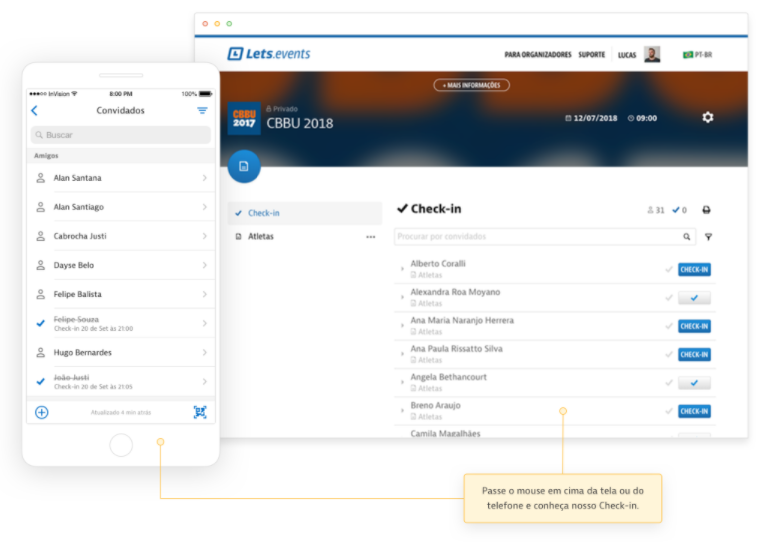 InVision 8:00 PM 100%
Convidados
Buscar
Amigos
Alan Santana
Alan Santiago
Cabrocha Justi
Dayse Belo
Felipe Balista
Felipe Souza
Check-in 20 de Set às 21:00
Hugo Bernardes
João Justi
Check-in 20 de Set às 21:05
Atualizado 4 min atrás
Lets.events PARA ORGANIZADORES SUPORTE LUCAS PT-BR
+ MAIS INFORMAÇÕES
CBBU
2017
Privado
CBBU 2018
12/07/2018 09:00
Check-in
Atletas
Check-in 31 0
Procurar por convidados
Alberto Coralli
Atletas
CHECK-IN
Alexandra Roa Moyano
Atletas
Ana Maria Naranjo Herrera
Atletas
CHECK-IN
Ana Paula Rissatto Silva
Atletas
CHECK-IN
Angela Bethancourt
Atletas
Breno Araujo
Atletas
CHECK-IN
Camila Magalhães
Passe o mouse em cima da tela ou do
telefone e conheça nosso Check-in.